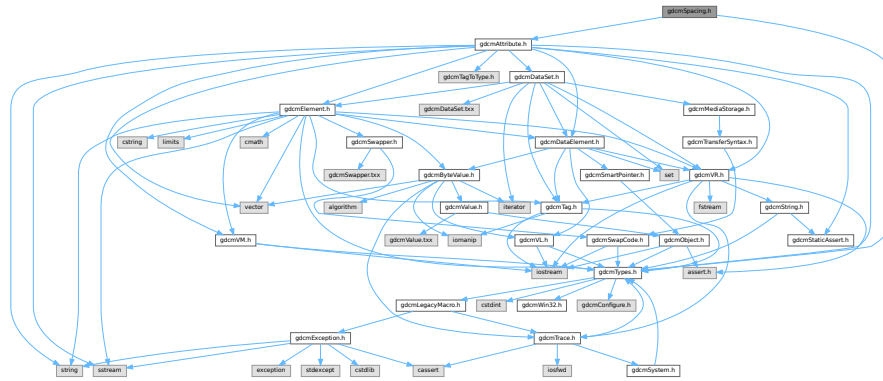 gdcmSpacing.h
gdcmAttribute.h
gdcmTagToType.h
gdcmDataSet.h
gdcmElement.h
gdcmDataSet.txx
gdcmMediaStorage.h
cstring
limits
cmath
gdcmSwapper.h
gdcmDataElement.h
gdcmTransferSyntax.h
gdcmSwapper.txx
gdcmByteValue.h
gdcmSmartPointer.h
set
gdcmVR.h
vector
algorithm
gdcmValue.h
iterator
gdcmTag.h
fstream
gdcmString.h
gdcmVM.h
gdcmValue.txx
iomanip
gdcmVL.h
gdcmSwapCode.h
gdcmObject.h
gdcmStaticAssert.h
iostream
gdcmTypes.h
assert.h
gdcmLegacyMacro.h
cstdint
gdcmWin32.h
gdcmConfigure.h
gdcmException.h
gdcmTrace.h
string
sstream
exception
stdexcept
cstdlib
cassert
iosfwd
gdcmSystem.h